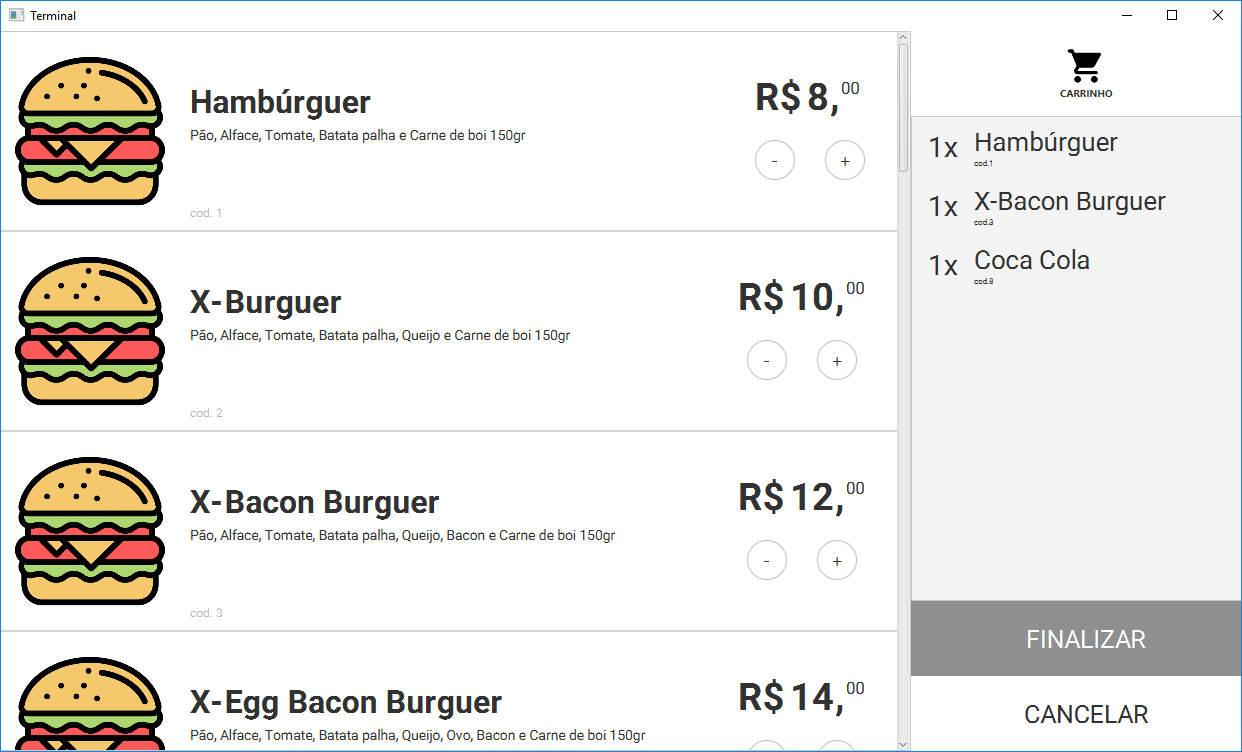 Terminal
Hambúrguer
Pão, Alface, Tomate, Batata palha e Carne de boi 150gr
cod. 1
R$ 8,00
- +
X-Burguer
Pão, Alface, Tomate, Batata palha, Queijo e Carne de boi 150gr
cod. 2
R$ 10,00
- +
X-Bacon Burguer
Pão, Alface, Tomate, Batata palha, Queijo, Bacon e Carne de boi 150gr
cod. 3
R$ 12,00
- +
X-Egg Bacon Burguer
Pão, Alface, Tomate, Batata palha, Queijo, Ovo, Bacon e Carne de boi 150gr
R$ 14,00
CARRINHO
1x Hambúrguer
cod.1
1x X-Bacon Burguer
cod.3
1x Coca Cola
cod.8
FINALIZAR
CANCELAR